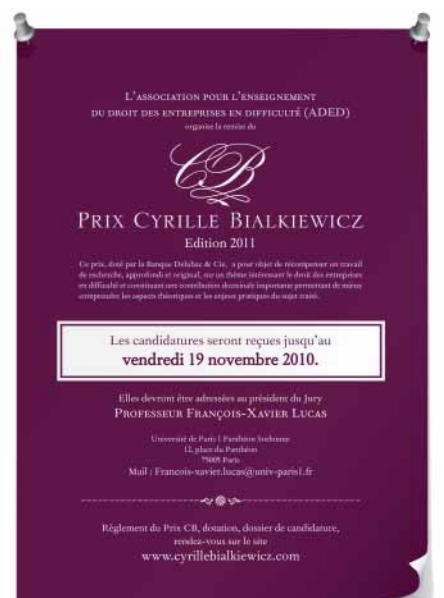 L'ASSOCIATION POUR L'ENSEIGNEMENT
DU DROIT DES ENTREPRISES EN DIFFICULTÉ (ADED)
organise la remise du
CB
PRIX CYRILLE BIALKIEWICZ
Edition 2011
Ce prix, doté par la Banque Delubac & Cie, a pour objet de récompenser un travail
de recherche, approfondi et original, sur un thème intéressant le droit des entreprises
en difficulté et constituant une contribution doctrinale importante permettant de mieux
comprendre les aspects théoriques et les enjeux pratiques du sujet traité.
Les candidatures seront reçues jusqu'au
vendredi 19 novembre 2010.
Elles devront être adressées au président du Jury
PROFESSEUR FRANÇOIS-XAVIER LUCAS
Université de Paris 1 Panthéon Sorbonne
12, place du Panthéon
75005 Paris
Mail : Francois-xavier.lucas@univ-paris1.fr
Règlement du Prix CB, dotation, dossier de candidature,
rendez-vous sur le site
www.cyrillebialkiewicz.com